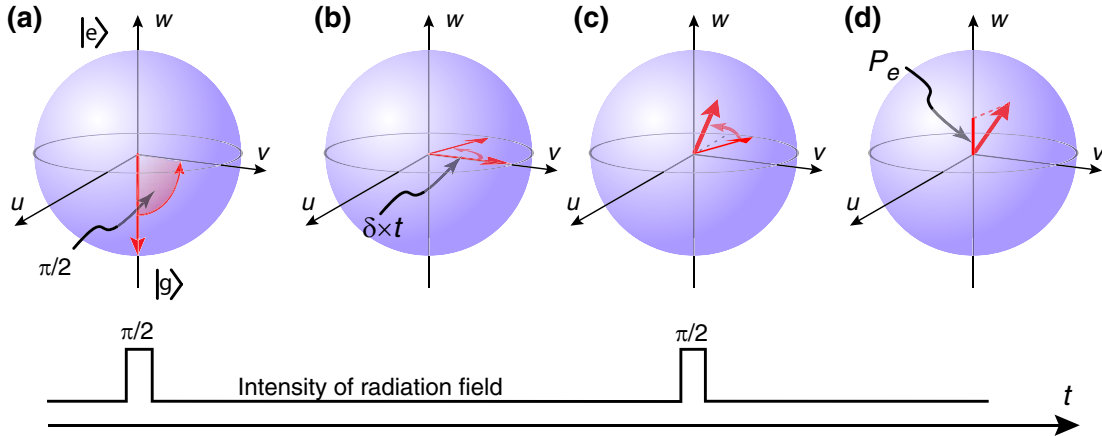 (a) (b) (c) (d)
|e⟩ w w w w
P_e
v v v v
u u u u
δ×t
π/2
|g⟩
π/2 π/2
Intensity of radiation field
t